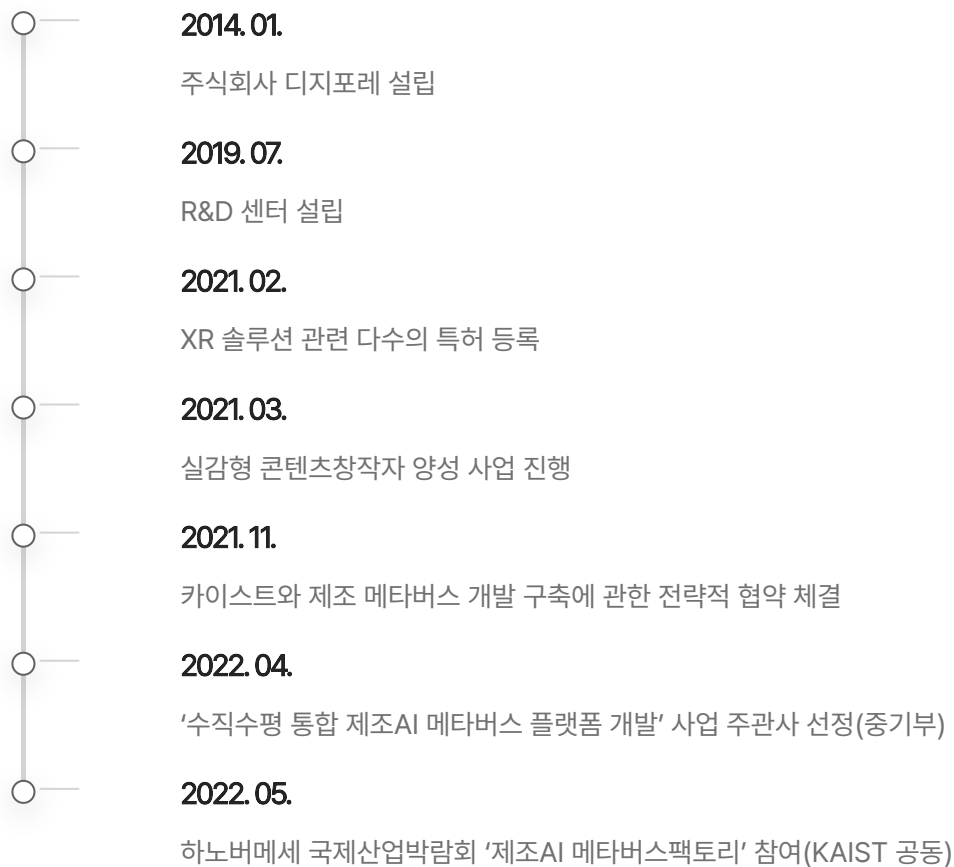 2014. 01.
주식회사 디지포레 설립
2019. 07.
R&D 센터 설립
2021. 02.
XR 솔루션 관련 다수의 특허 등록
2021. 03.
실감형 콘텐츠창작자 양성 사업 진행
2021. 11.
카이스트와 제조 메타버스 개발 구축에 관한 전략적 협약 체결
2022. 04.
‘수직수평 통합 제조AI 메타버스 플랫폼 개발’ 사업 주관사 선정(중기부)
2022. 05.
하노버메세 국제산업박람회 ‘제조AI 메타버스팩토리’ 참여(KAIST 공동)